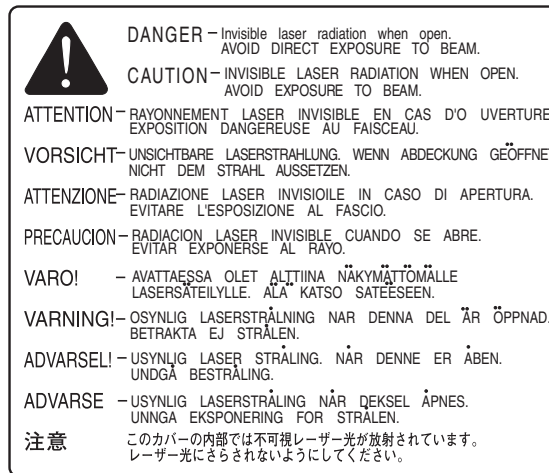 DANGER – Invisible laser radiation when open.
AVOID DIRECT EXPOSURE TO BEAM.
CAUTION – INVISIBLE LASER RADIATION WHEN OPEN.
AVOID EXPOSURE TO BEAM.
ATTENTION – RAYONNEMENT LASER INVISIBLE EN CAS D'O UVERTURE
EXPOSITION DANGEREUSE AU FAISCEAU.
VORSICHT – UNSICHTBARE LASERSTRAHLUNG. WENN ABDECKUNG GEÖFFNET
NICHT DEM STRAHL AUSSETZEN.
ATTENZIONE – RADIAZIONE LASER INVISIOILE IN CASO DI APERTURA.
EVITARE L'ESPOSIZIONE AL FASCIO.
PRECAUCION – RADIACION LASER INVISIBLE CUANDO SE ABRE.
EVITAR EXPONERSE AL RAYO.
VARO! – AVATTAESSA OLET ALTTIINA NÄKYMÄTTÖMÄLLE
LASERSÄTEILYLLE. ÄLÄ KATSO SATEËSEEN.
VARNING! – OSYNLIG LASERSTRÅLNING NAR DENNA DEL ÄR ÖPPNAD.
BETRAKTA EJ STRÅLEN.
ADVARSEL! – USYNLIG LASER STRÅLING. NÅR DENNE ER ÅBEN.
UNDGÅ BESTRÅLING.
ADVARSE – USYNLIG LASERSTRÅLING NÅR DEKSEL ÅPNES.
UNNGA EKSPONERING FOR STRÅLEN.
注意 このカバーの内部では不可視レーザー光が放射されています。
レーザー光にさらされないようにしてください。